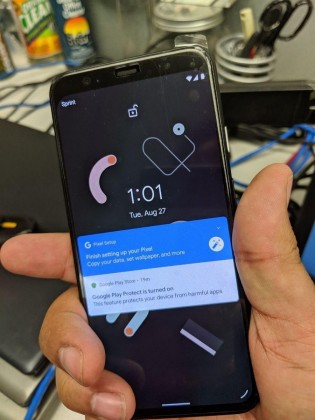 Sprint
1:01
Tue, Aug 27
Pixel Setup
Finish setting up your Pixel
Copy your data, set wallpaper, and more
Google Play Store · 14m
Google Play Protect is turned on
This feature protects your device from harmful apps